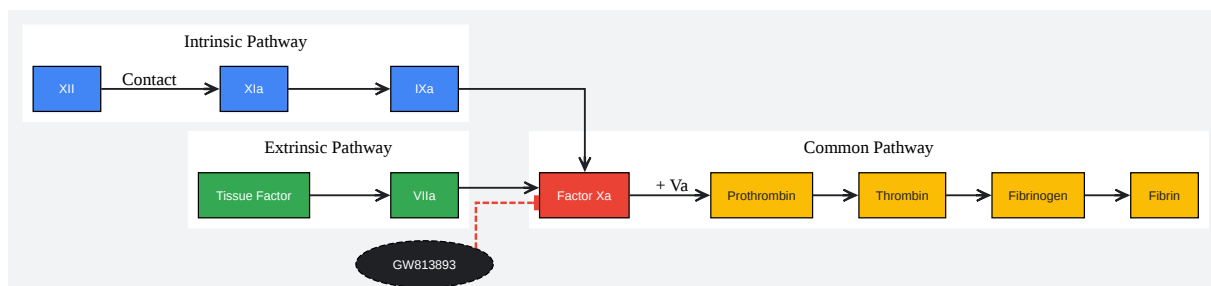 Intrinsic Pathway
XII
Contact
XIa
IXa
Extrinsic Pathway
Common Pathway
Tissue Factor
VIIa
Factor Xa
+ Va
Prothrombin
Thrombin
Fibrinogen
Fibrin
GW813893